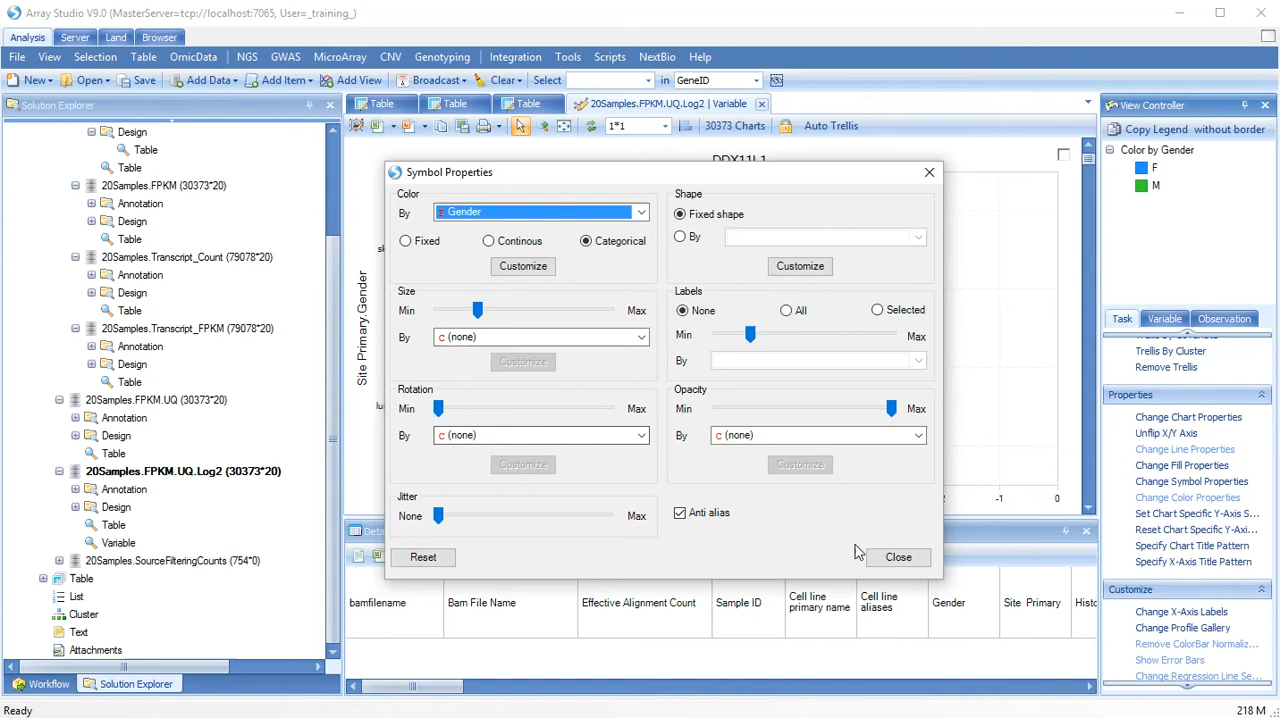 Array Studio V9.0 (MasterServer=tcp://localhost:7065, User=_training_)
Analysis Server Land Browser
File View Selection Table OmicData NGS GWAS MicroArray CNV Genotyping Integration Tools Scripts NextBio Help
New Open Save Add Data Add Item Add View Broadcast Clear Select in GeneID
Solution Explorer
Table Table Table 20Samples.FPKM.UQ.Log2 | Variable
View Controller
1*1 30373 Charts Auto Trellis
Copy Legend without border
Color by Gender
F
M
Design
Table
Table
20Samples.FPKM (30373*20)
Annotation
Design
Table
20Samples.Transcript_Count (79078*20)
Annotation
Design
Table
20Samples.Transcript_FPKM (79078*20)
Annotation
Design
Table
20Samples.FPKM.UQ (30373*20)
Annotation
Design
Table
20Samples.FPKM.UQ.Log2 (30373*20)
Annotation
Design
Table
Variable
20Samples.SourceFilteringCounts (754*0)
Table
List
Cluster
Text
Attachments
Workflow Solution Explorer
DDX11L1
Site Primary,Gender
sk
lu
-1 0
Symbol Properties
Color
By c Gender
Fixed Continous Categorical
Customize
Shape
Fixed shape
By
Customize
Size
Min Max
By c (none)
Customize
Labels
None All Selected
Min Max
By
Rotation
Min Max
By c (none)
Customize
Opacity
Min Max
By c (none)
Customize
Jitter
None Max
Anti alias
Reset Close
Deta
bamfilename Bam File Name Effective Alignment Count Sample ID Cell line primary name Cell line aliases Gender Site Primary Histo
Task Variable Observation
Trellis By Cluster
Remove Trellis
Properties
Change Chart Properties
Unflip X/Y Axis
Change Line Properties
Change Fill Properties
Change Symbol Properties
Change Color Properties
Set Chart Specific Y-Axis S...
Reset Chart Specific Y-Axi...
Specify Chart Title Pattern
Specify X-Axis Title Pattern
Customize
Change X-Axis Labels
Change Profile Gallery
Remove ColorBar Normaliz...
Show Error Bars
Change Regression Line Se...
Ready 218 M